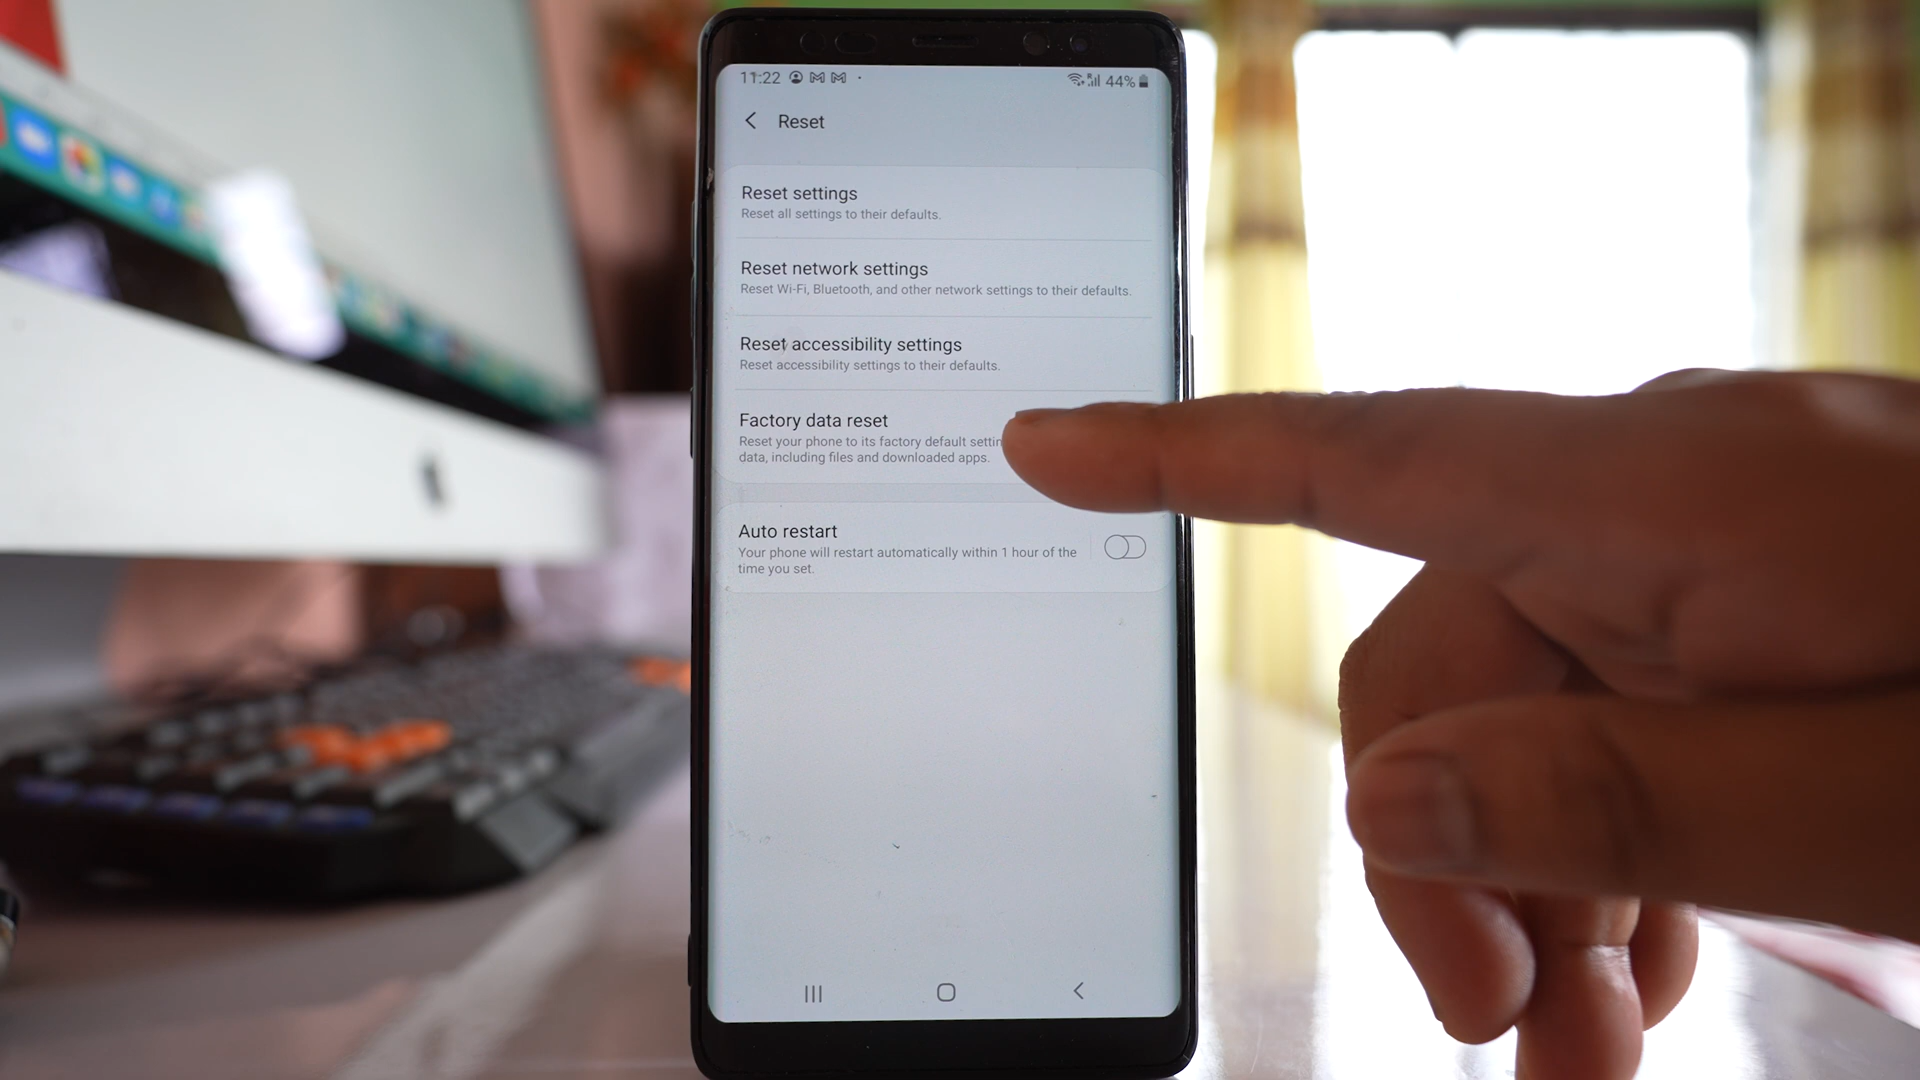 11:22 44%
Reset
Reset settings
Reset all settings to their defaults.
Reset network settings
Reset Wi-Fi, Bluetooth, and other network settings to their defaults.
Reset accessibility settings
Reset accessibility settings to their defaults.
Factory data reset
Reset your phone to its factory default
data, including files and downloaded apps.
Auto restart
Your phone will restart automatically within 1 hour of the
time you set.